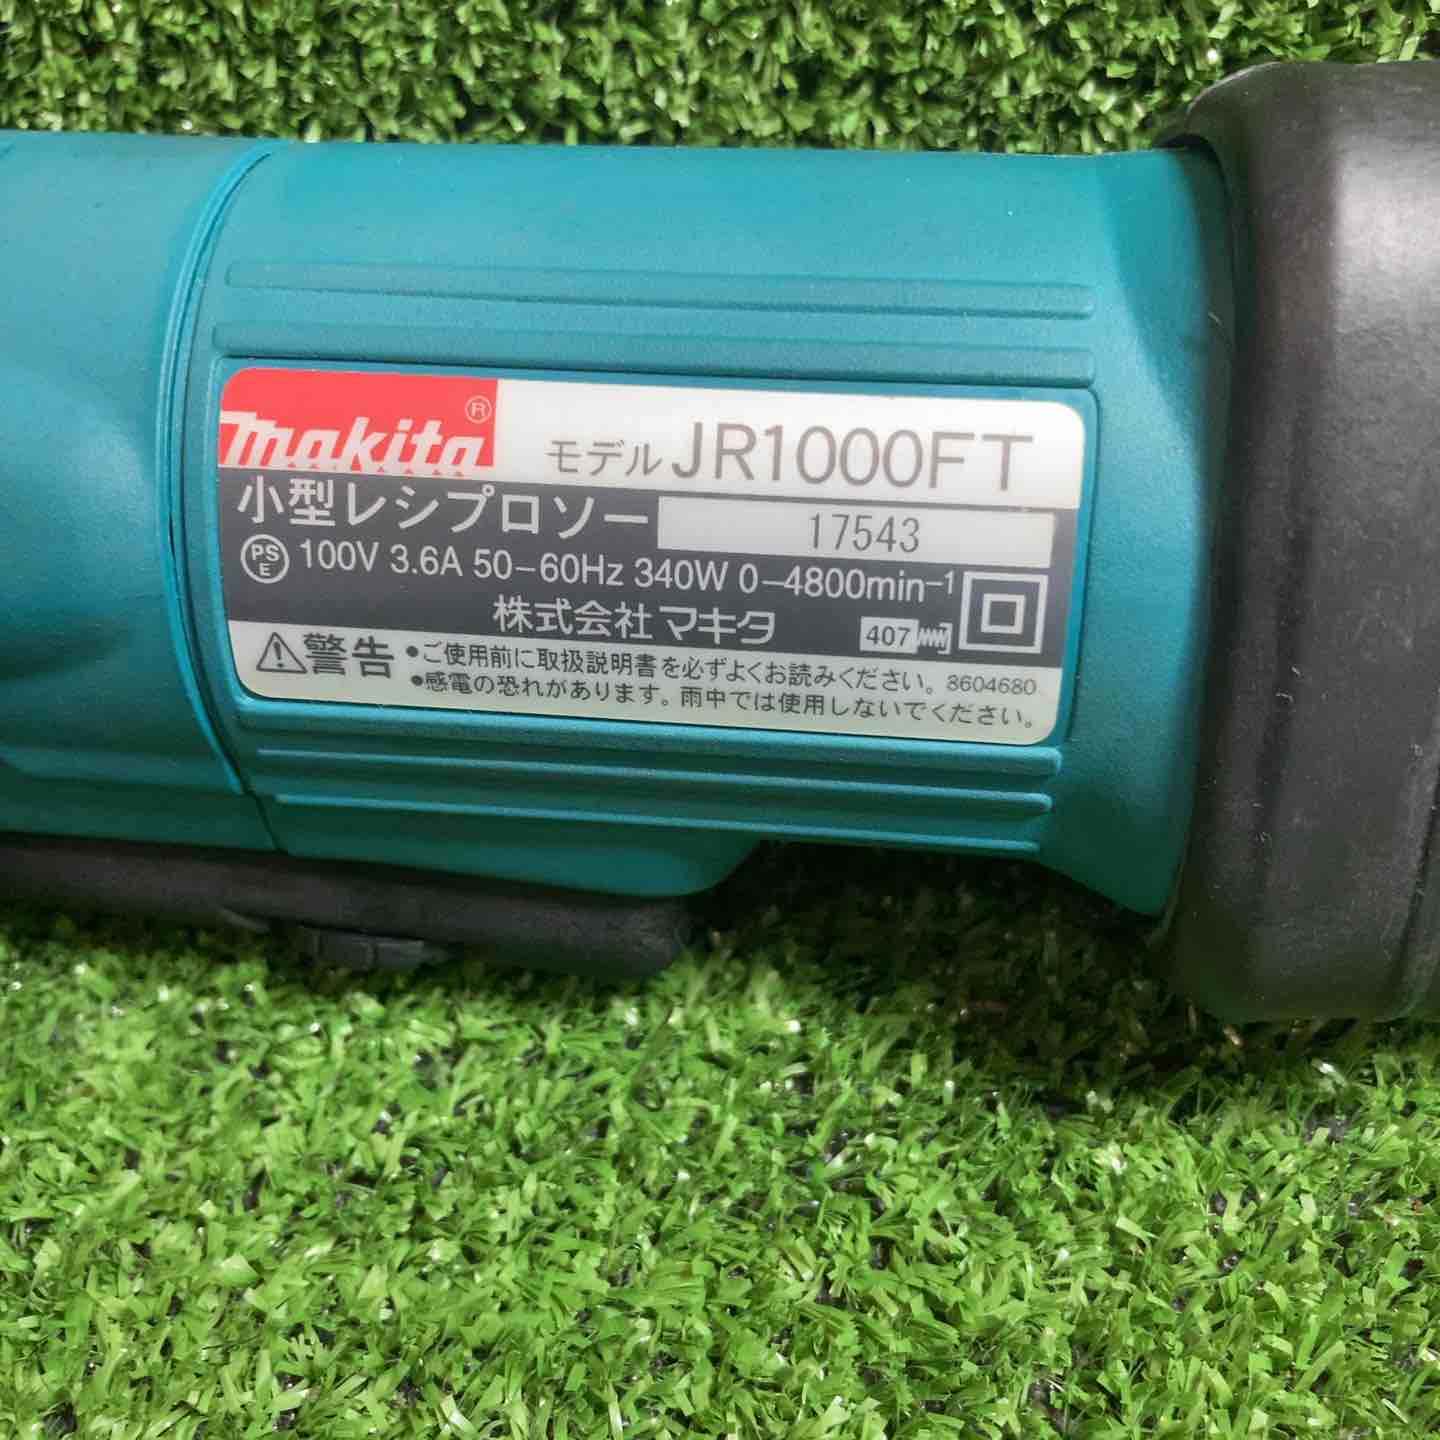 makita®
モデル JR1000FT
小型レシプロソー 17543
PSE 100V 3.6A 50-60Hz 340W 0-4800min⁻¹
株式会社マキタ 407
⚠警告 •ご使用前に取扱説明書を必ずよくお読みください。 8604680
•感電の恐れがあります。雨中では使用しないでください。